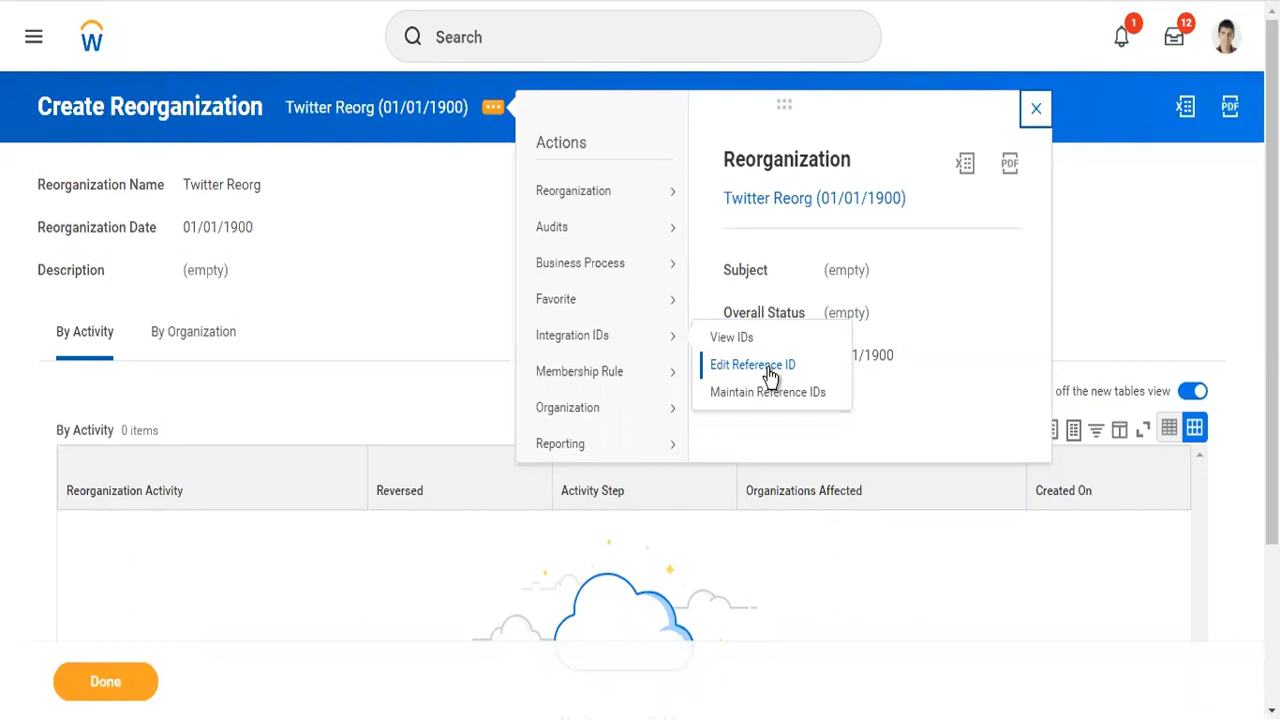 Search
1
12
Create Reorganization
Twitter Reorg (01/01/1900)
PDF
Reorganization Name Twitter Reorg
Reorganization Date 01/01/1900
Description (empty)
By Activity
By Organization
Actions
Reorganization
Audits
Business Process
Favorite
Integration IDs
Membership Rule
Organization
Reporting
Reorganization
PDF
Twitter Reorg (01/01/1900)
Subject (empty)
Overall Status (empty)
1/1900
View IDs
Edit Reference ID
Maintain Reference IDs
off the new tables view
By Activity 0 items
Reorganization Activity
Reversed
Activity Step
Organizations Affected
Created On
Done